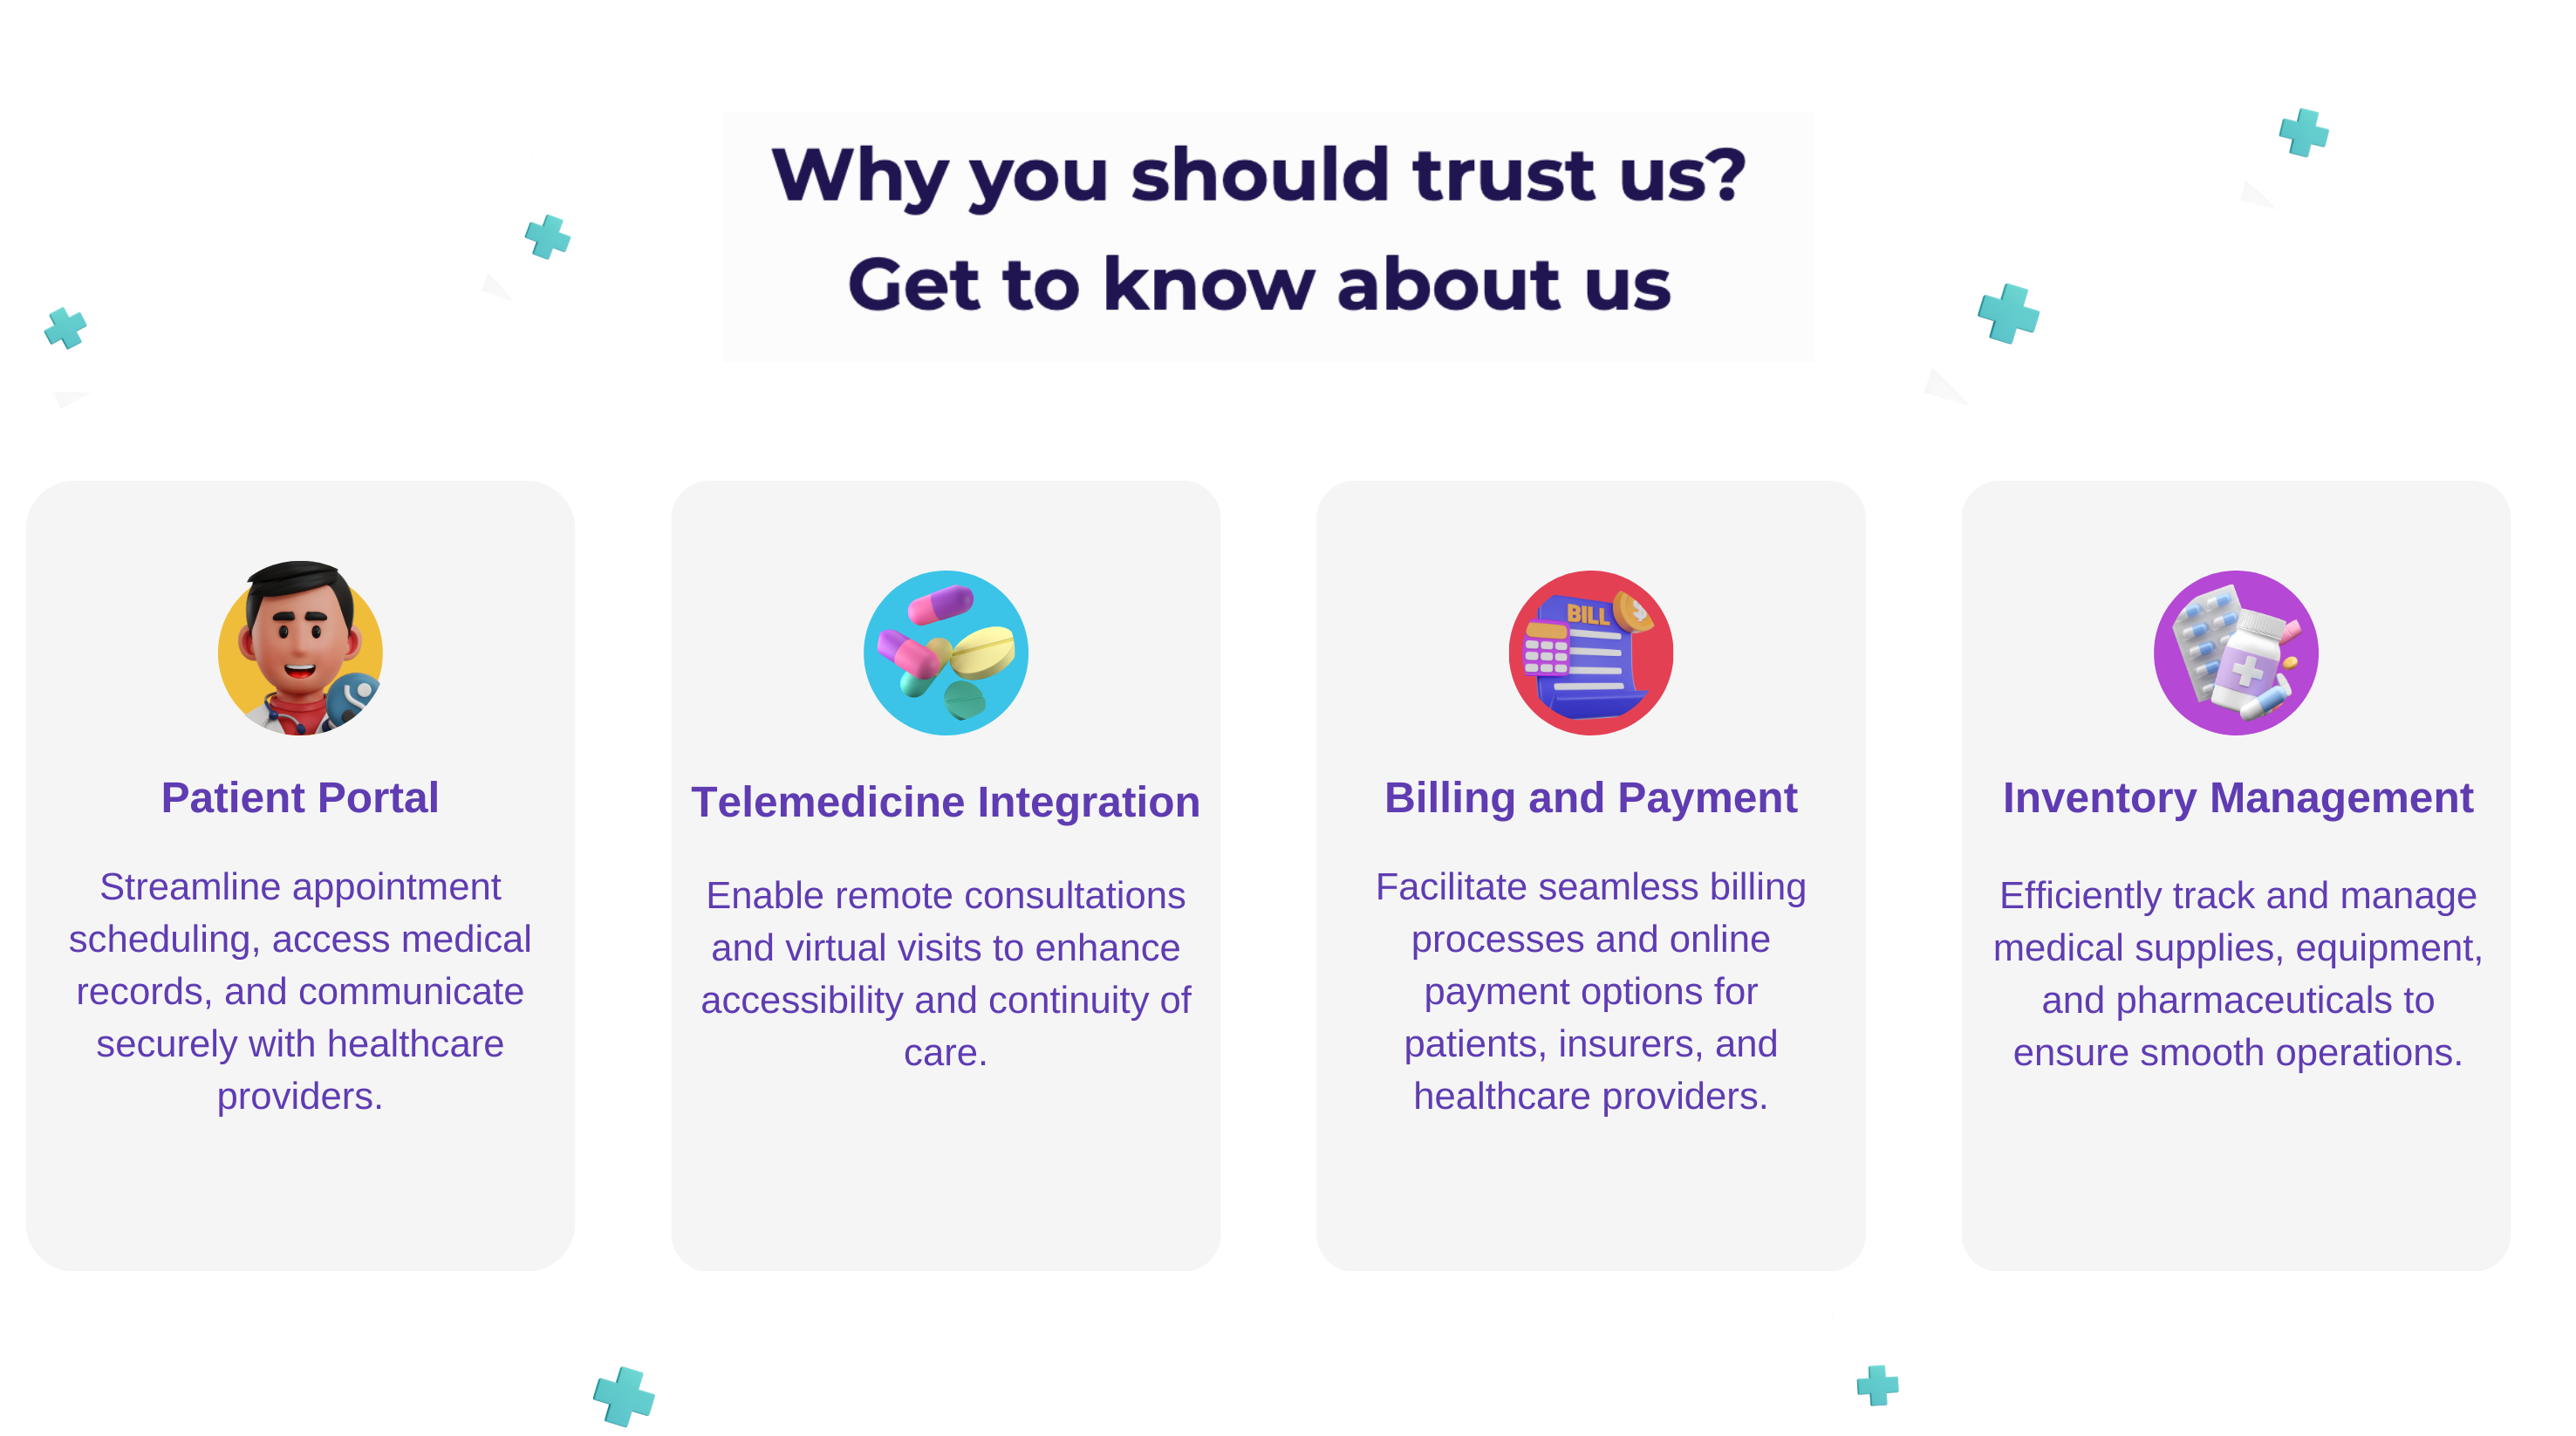 Why you should trust us?
Get to know about us
BILL
Patient Portal
Streamline appointment
scheduling, access medical
records, and communicate
securely with healthcare
providers.
Telemedicine Integration
Enable remote consultations
and virtual visits to enhance
accessibility and continuity of
care.
Billing and Payment
Facilitate seamless billing
processes and online
payment options for
patients, insurers, and
healthcare providers.
Inventory Management
Efficiently track and manage
medical supplies, equipment,
and pharmaceuticals to
ensure smooth operations.